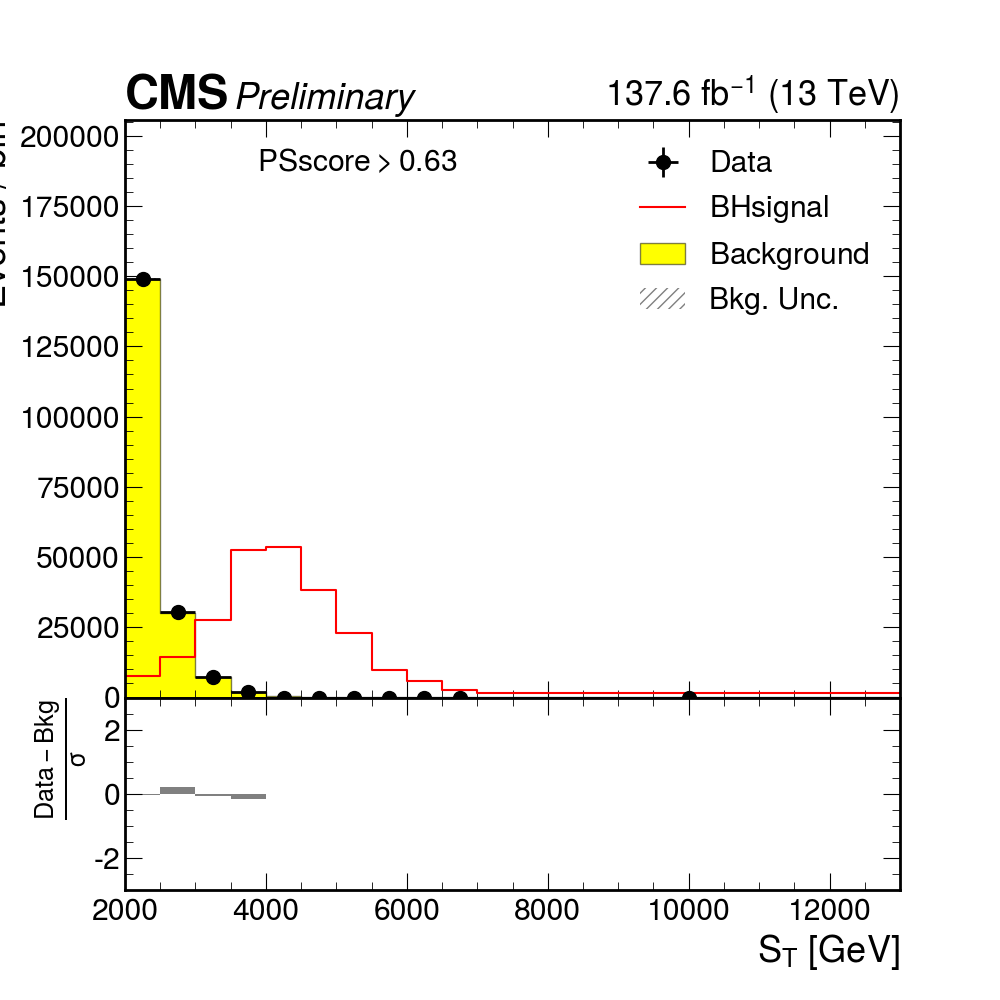 CMS Preliminary 137.6 fb⁻¹ (13 TeV)
PSscore > 0.63
Data
BHsignal
Background
Bkg. Unc.
200000
175000
150000
125000
100000
75000
50000
25000
0
Data − Bkg
σ
2
0
-2
2000 4000 6000 8000 10000 12000
S_T [GeV]